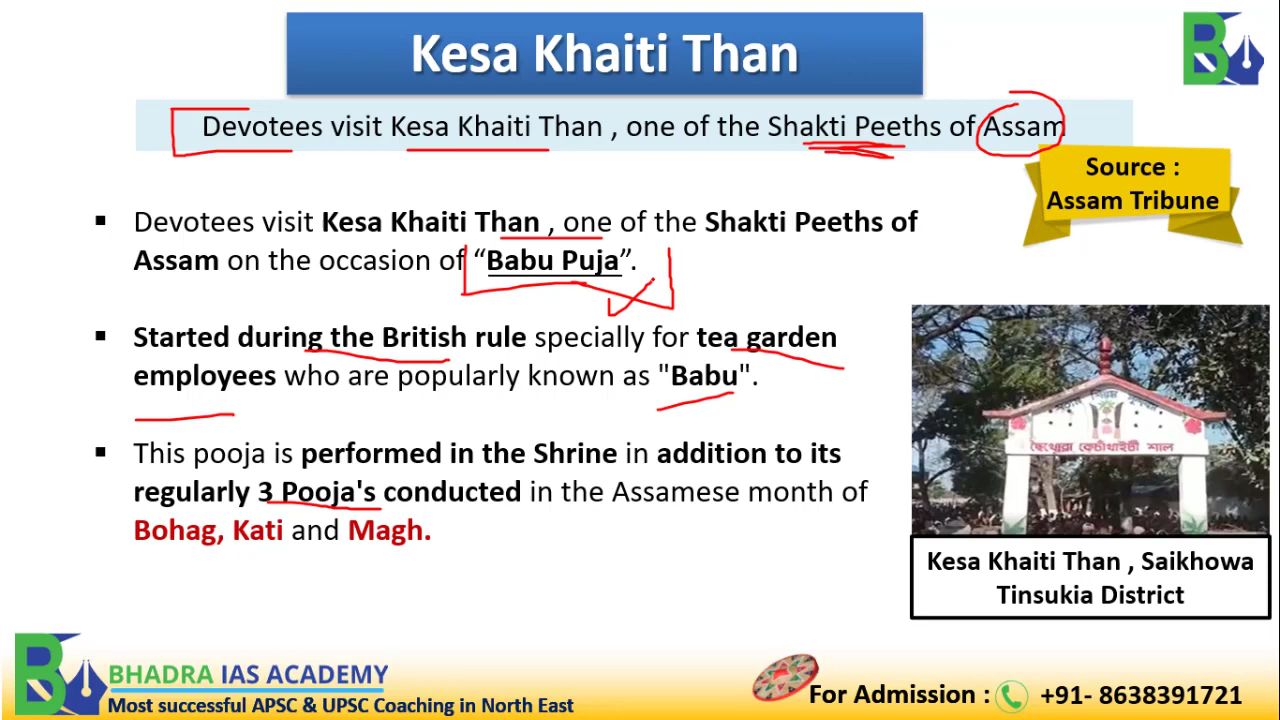 Kesa Khaiti Than
Devotees visit Kesa Khaiti Than , one of the Shakti Peeths of Assam
Source :
Assam Tribune
▪ Devotees visit Kesa Khaiti Than , one of the Shakti Peeths of
Assam on the occasion of “Babu Puja”.
▪ Started during the British rule specially for tea garden
employees who are popularly known as "Babu".
▪ This pooja is performed in the Shrine in addition to its
regularly 3 Pooja's conducted in the Assamese month of
Bohag, Kati and Magh.
কেঁচাইখাতী শাল
Kesa Khaiti Than , Saikhowa
Tinsukia District
BHADRA IAS ACADEMY
Most successful APSC & UPSC Coaching in North East
For Admission : +91- 8638391721